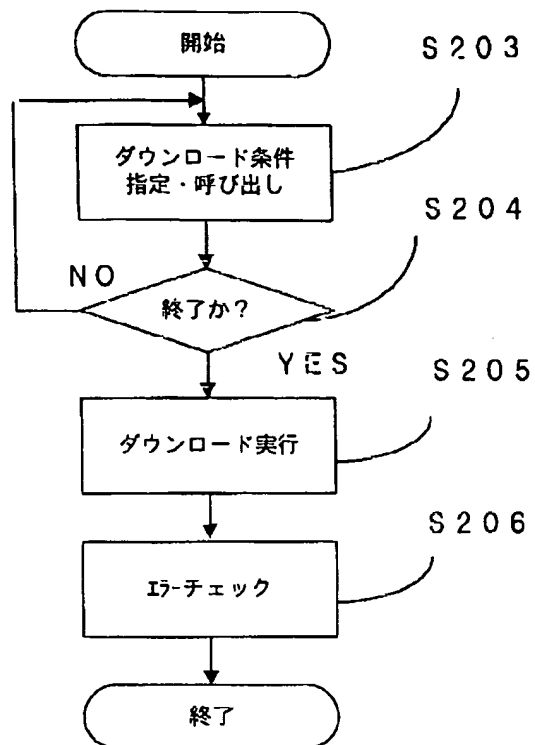 開始
S203
ダウンロード条件
指定・呼び出し
S204
NO
終了か?
YES
S205
ダウンロード実行
S206
エラーチェック
終了